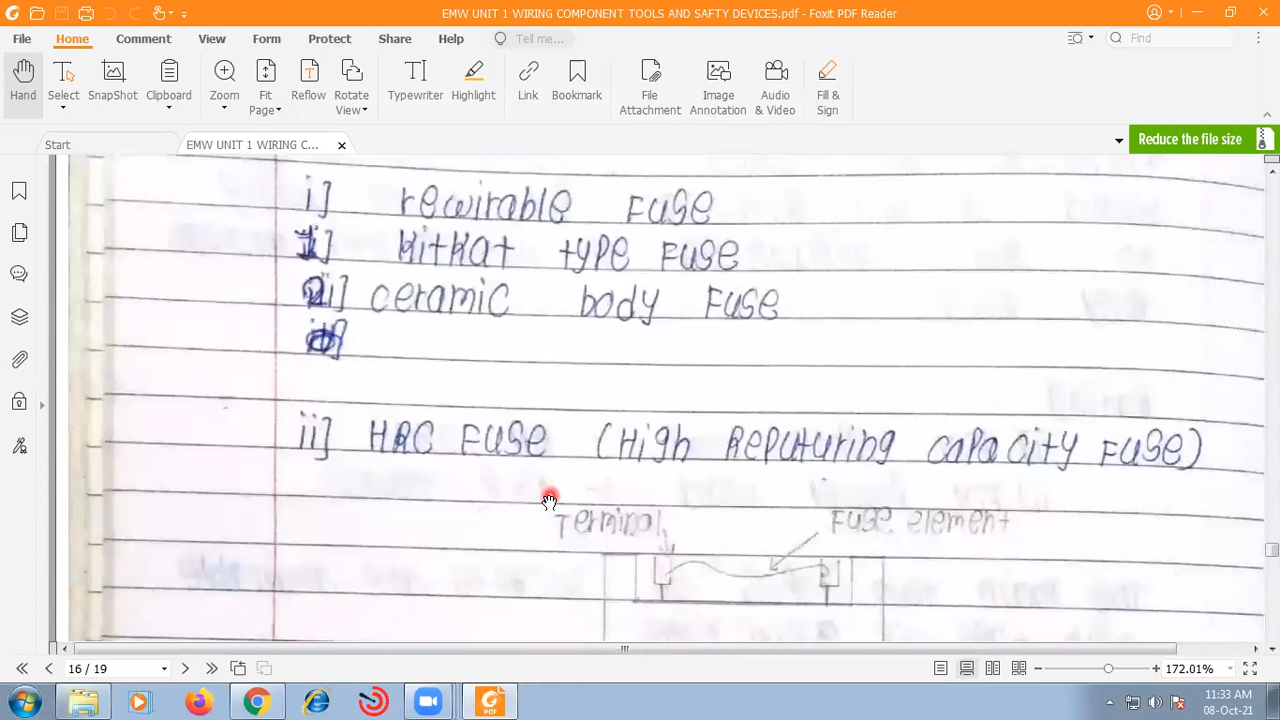 EMW UNIT 1 WIRING COMPONENT TOOLS AND SAFTY DEVICES.pdf - Foxit PDF Reader
File Home Comment View Form Protect Share Help Tell me... Find
Hand Select SnapShot Clipboard Zoom Fit Page Reflow Rotate View Typewriter Highlight Link Bookmark File Attachment Image Annotation Audio & Video Fill & Sign
Start EMW UNIT 1 WIRING C... Reduce the file size
i] rewirable Fuse
i] KitKat type Fuse
ii] ceramic body Fuse
ii] HRC Fuse (High Reputuring capacity Fuse)
Terminal Fuse element
16 / 19 172.01%
PDF 11:33 AM
08-Oct-21